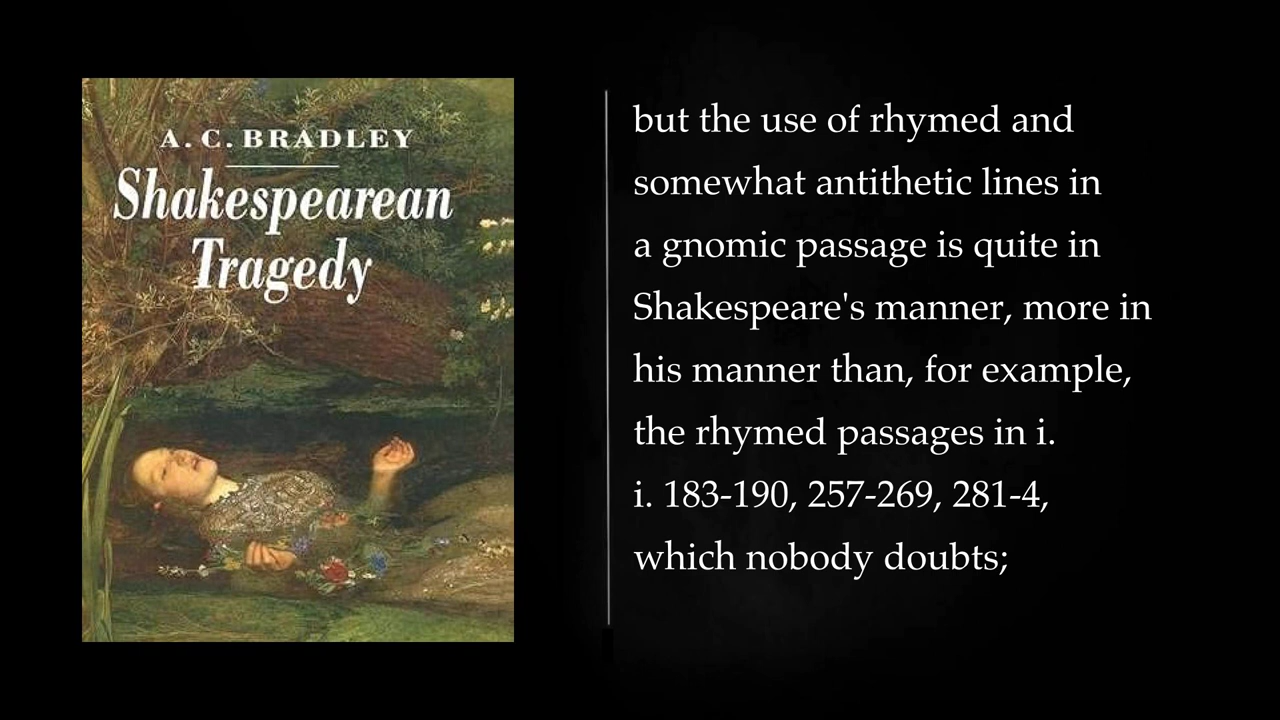 A. C. BRADLEY
Shakespearean
Tragedy
but the use of rhymed and
somewhat antithetic lines in
a gnomic passage is quite in
Shakespeare's manner, more in
his manner than, for example,
the rhymed passages in i.
i. 183-190, 257-269, 281-4,
which nobody doubts;